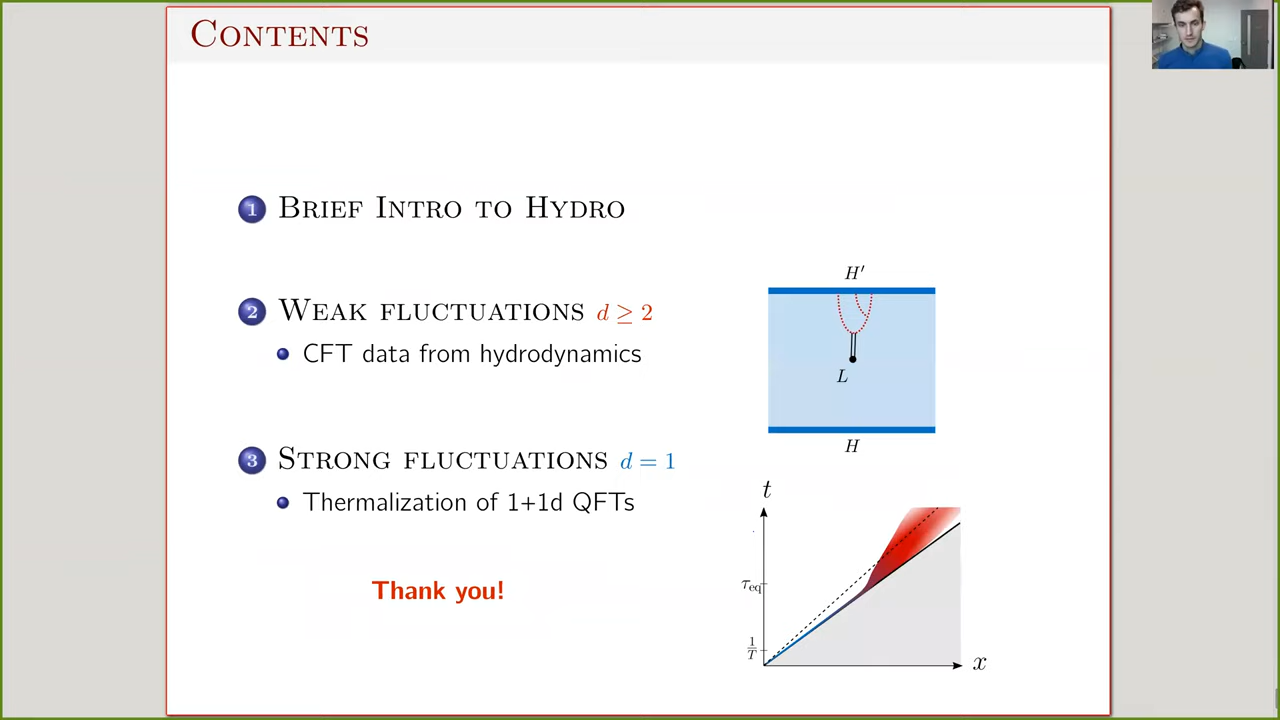 CONTENTS
1 BRIEF INTRO TO HYDRO
2 WEAK FLUCTUATIONS d ≥ 2
CFT data from hydrodynamics
3 STRONG FLUCTUATIONS d = 1
Thermalization of 1+1d QFTs
Thank you!
H′
L
H
t
τeq
1/T
x